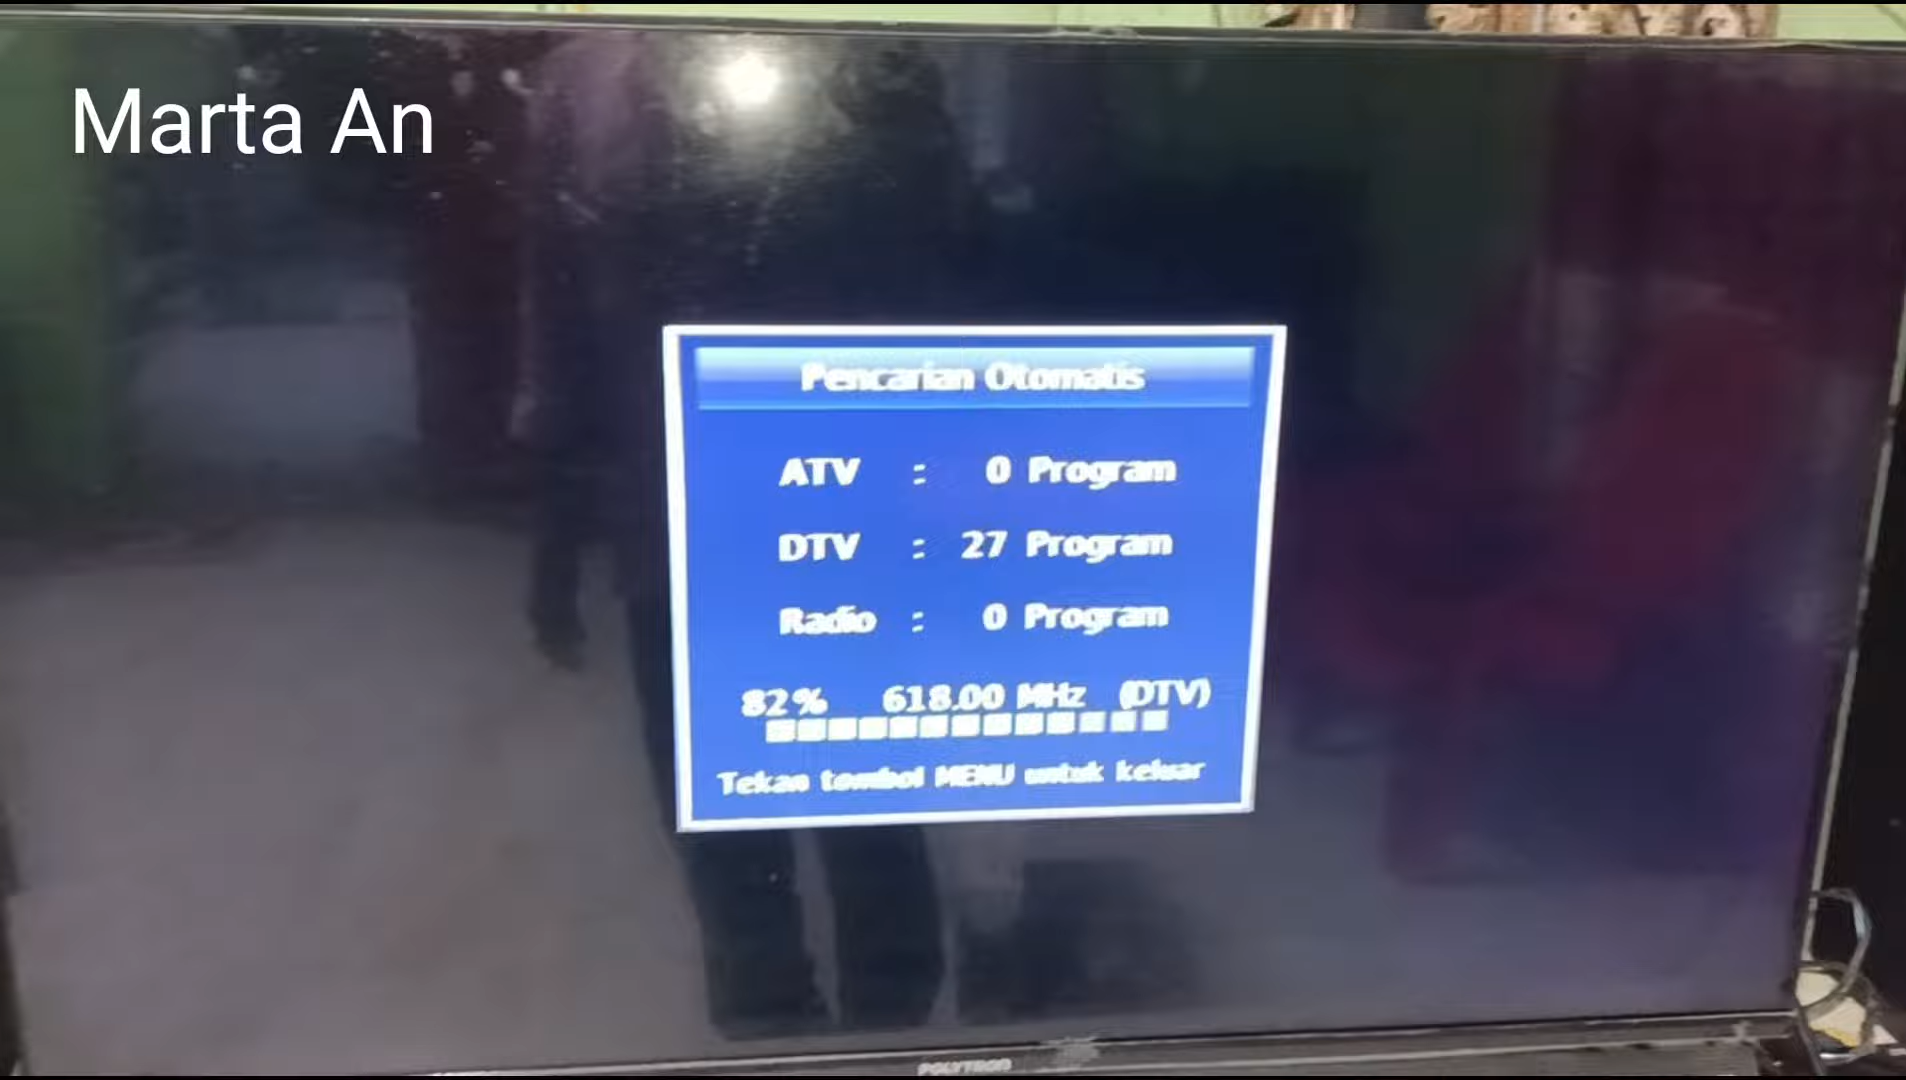 Marta An
Pencarian Otomatis
ATV : 0 Program
DTV : 27 Program
Radio : 0 Program
82% 618.00 MHz (DTV)
Tekan tombol MENU untuk keluar
POLYTRON